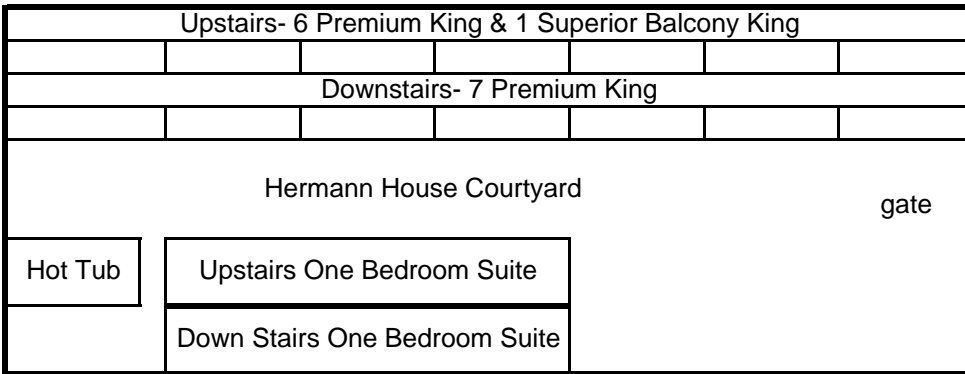 Upstairs- 6 Premium King & 1 Superior Balcony King
Downstairs- 7 Premium King
Hermann House Courtyard
gate
Hot Tub
Upstairs One Bedroom Suite
Down Stairs One Bedroom Suite